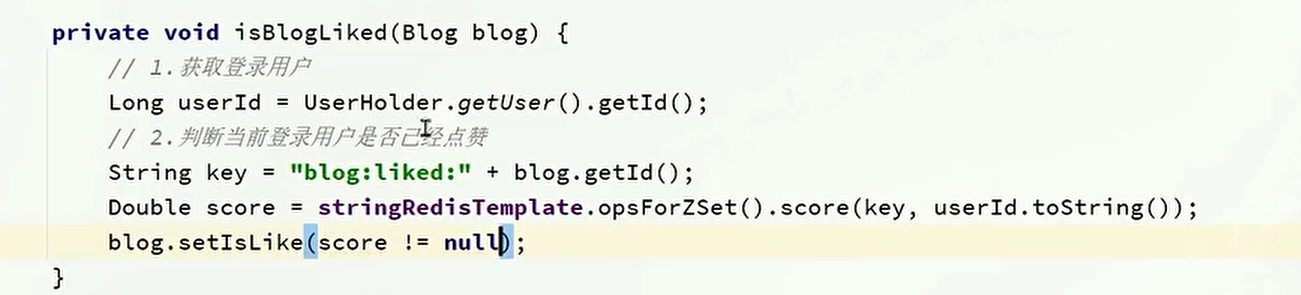 private void isBlogLiked(Blog blog) {
// 1.获取登录用户
Long userId = UserHolder.getUser().getId();
// 2.判断当前登录用户是否已经点赞
String key = "blog:liked:" + blog.getId();
Double score = stringRedisTemplate.opsForZSet().score(key, userId.toString());
blog.setIsLike(score != null);
}